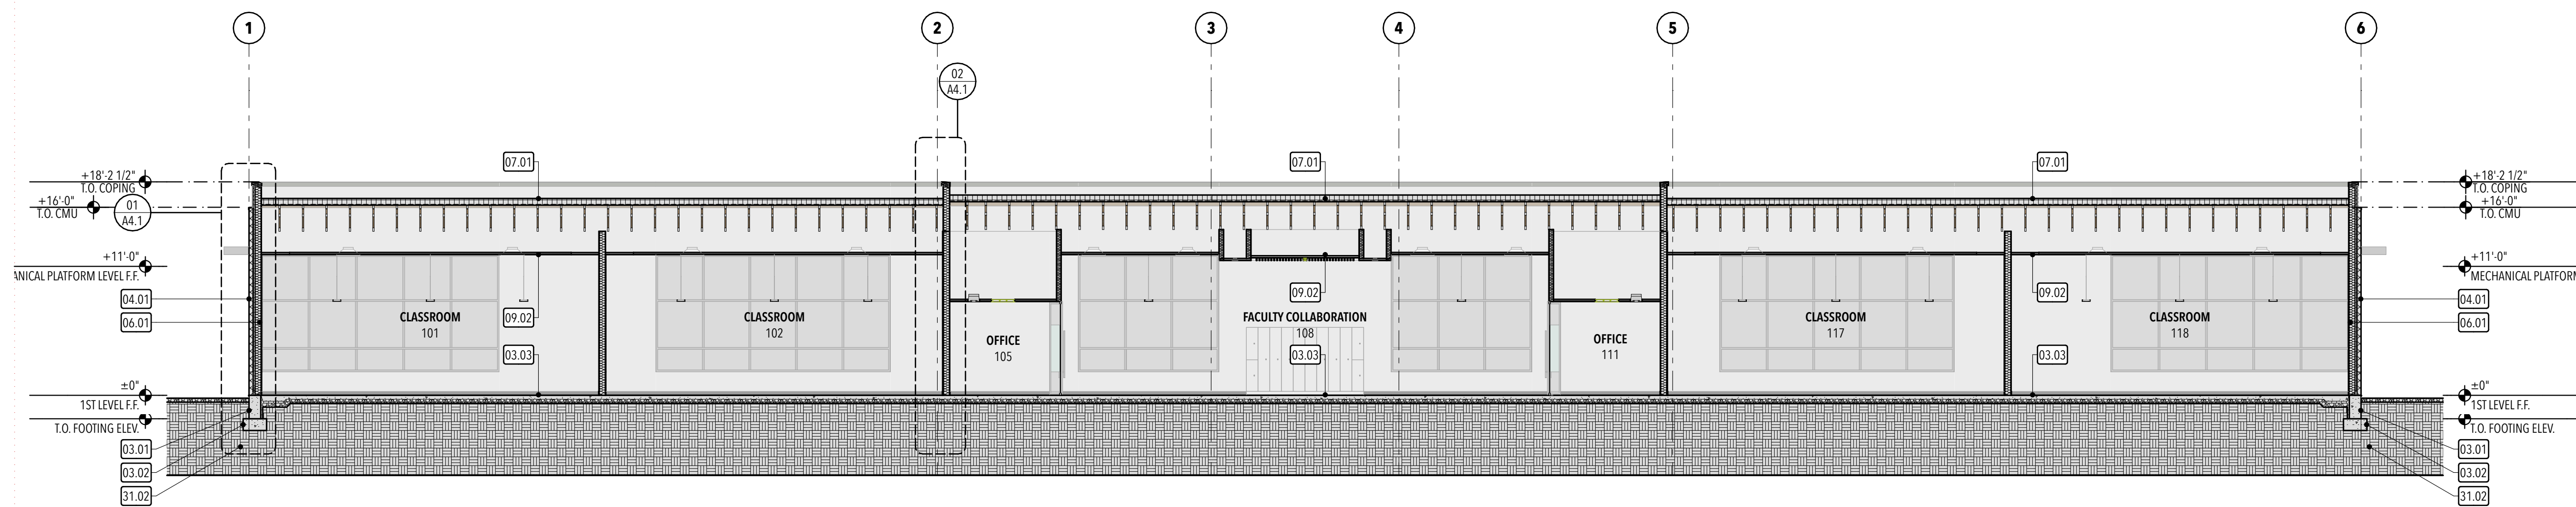 1
2
3
4
5
6
02
A4.1
07.01
07.01
07.01
+18'-2 1/2"
T.O. COPING
+16'-0"
T.O. CMU
01
A4.1
+11'-0"
ANICAL PLATFORM LEVEL F.F.
04.01
06.01
±0"
1ST LEVEL F.F.
T.O. FOOTING ELEV.
03.01
03.02
31.02
CLASSROOM
101
09.02
03.03
CLASSROOM
102
OFFICE
105
09.02
FACULTY COLLABORATION
108
03.03
OFFICE
111
CLASSROOM
117
09.02
03.03
CLASSROOM
118
+18'-2 1/2"
T.O. COPING
+16'-0"
T.O. CMU
+11'-0"
MECHANICAL PLATFORM
04.01
06.01
±0"
1ST LEVEL F.F.
T.O. FOOTING ELEV.
03.01
03.02
31.02